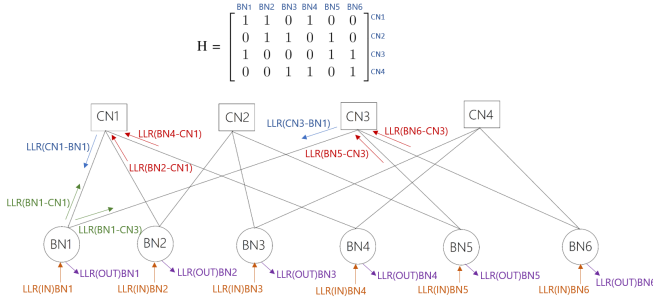 BN1 BN2 BN3 BN4 BN5 BN6
1 1 0 1 0 0 CN1
0 1 1 0 1 0 CN2
H =
1 0 0 0 1 1 CN3
0 0 1 1 0 1 CN4
CN1 CN2 CN3 CN4
LLR(CN3-BN1)
LLR(BN4-CN1)
LLR(BN6-CN3)
LLR(CN1-BN1)
LLR(BN5-CN3)
LLR(BN2-CN1)
LLR(BN1-CN1)
LLR(BN1-CN3)
BN1 BN2 BN3 BN4 BN5 BN6
LLR(OUT)BN1 LLR(OUT)BN2 LLR(OUT)BN3 LLR(OUT)BN4 LLR(OUT)BN5 LLR(OUT)BN6
LLR(IN)BN1 LLR(IN)BN2 LLR(IN)BN3 LLR(IN)BN4 LLR(IN)BN5 LLR(IN)BN6